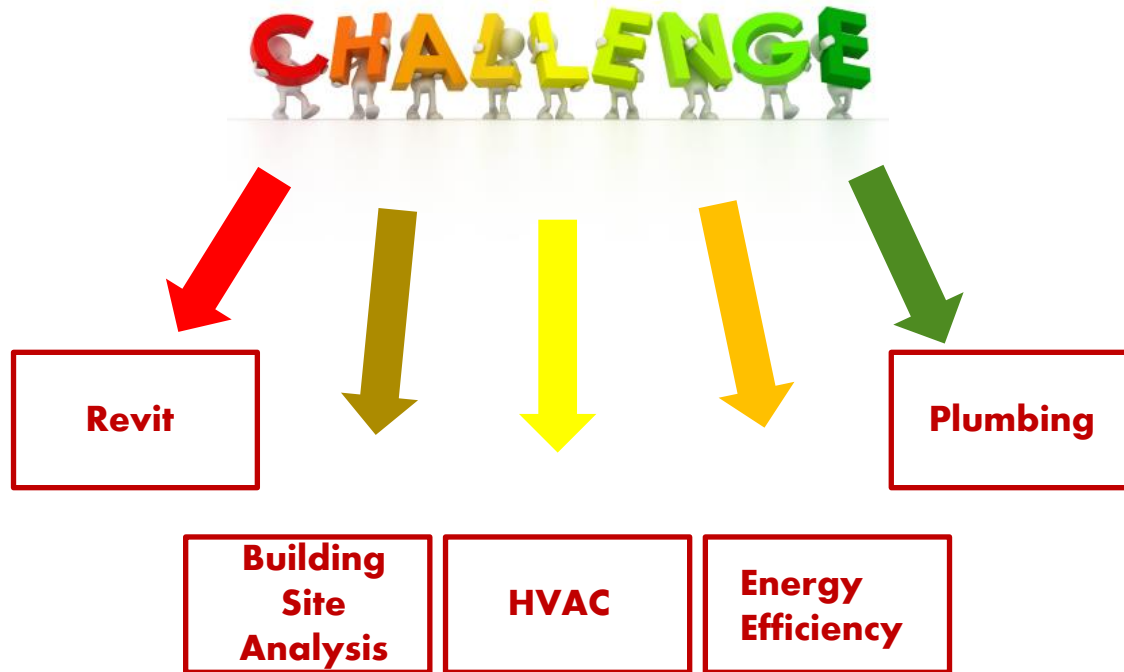 CHALLENGE
Revit
Plumbing
Building
Site
Analysis
HVAC
Energy
Efficiency